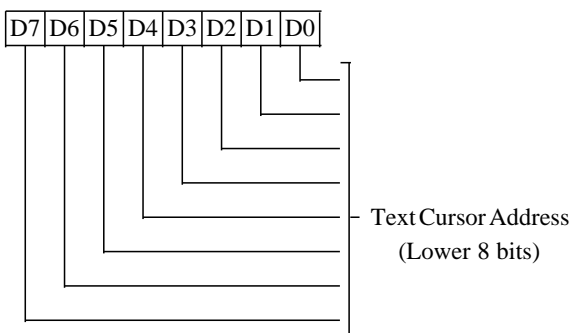 D7 D6 D5 D4 D3 D2 D1 D0
Text Cursor Address
(Lower 8 bits)